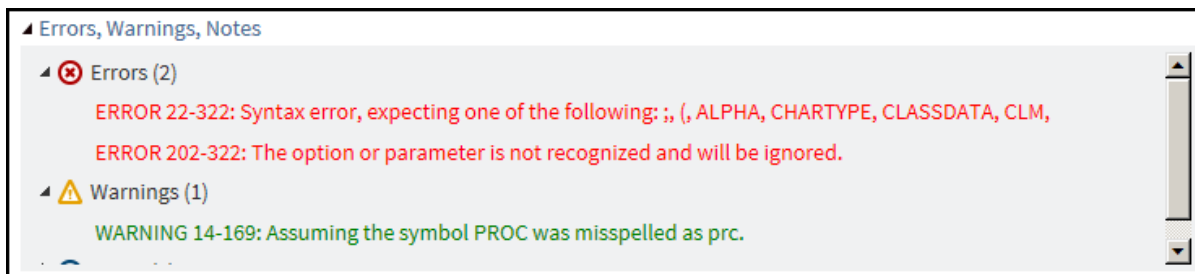 Errors, Warnings, Notes
Errors (2)
ERROR 22-322: Syntax error, expecting one of the following: ;, (, ALPHA, CHARTYPE, CLASSDATA, CLM,
ERROR 202-322: The option or parameter is not recognized and will be ignored.
Warnings (1)
WARNING 14-169: Assuming the symbol PROC was misspelled as prc.